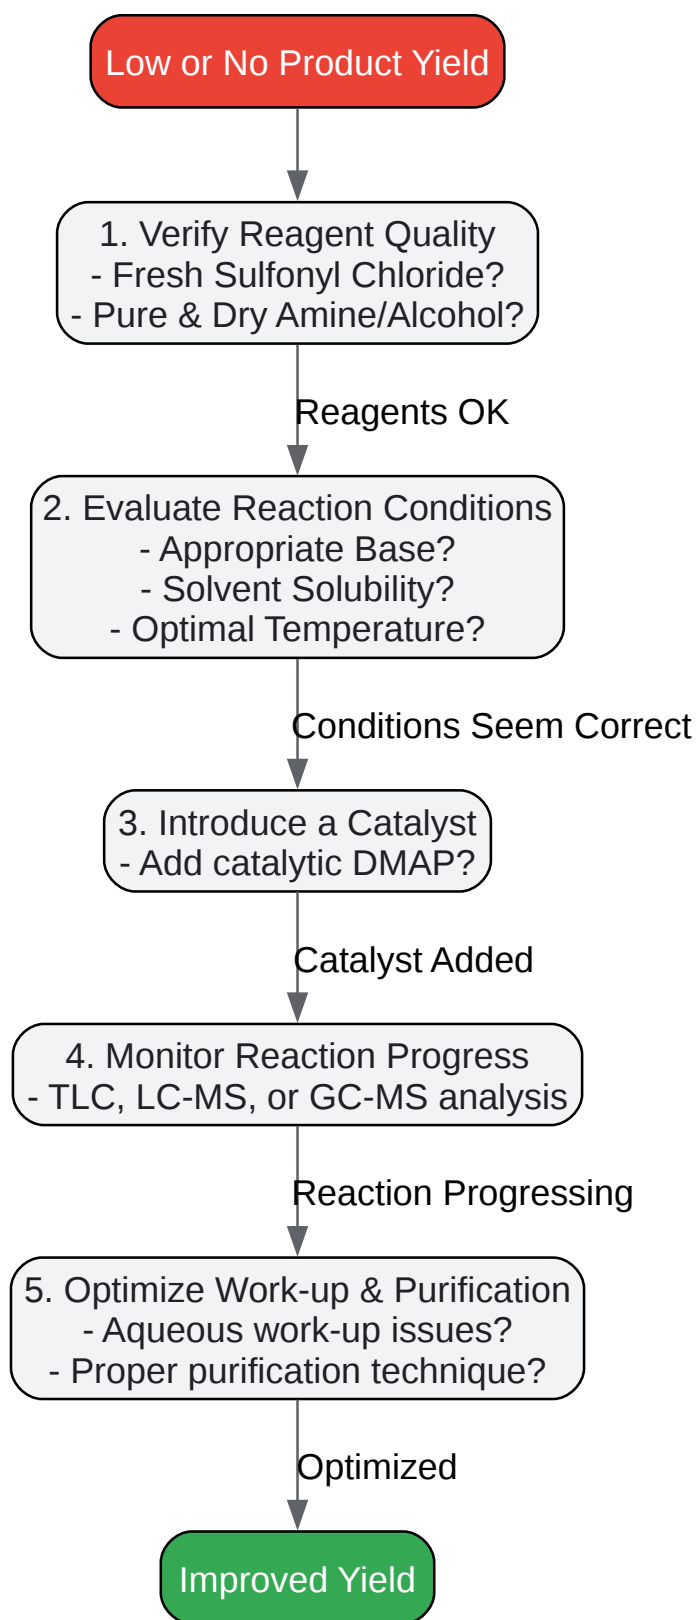 Low or No Product Yield
1. Verify Reagent Quality
- Fresh Sulfonyl Chloride?
- Pure & Dry Amine/Alcohol?
Reagents OK
2. Evaluate Reaction Conditions
- Appropriate Base?
- Solvent Solubility?
- Optimal Temperature?
Conditions Seem Correct
3. Introduce a Catalyst
- Add catalytic DMAP?
Catalyst Added
4. Monitor Reaction Progress
- TLC, LC-MS, or GC-MS analysis
Reaction Progressing
5. Optimize Work-up & Purification
- Aqueous work-up issues?
- Proper purification technique?
Optimized
Improved Yield